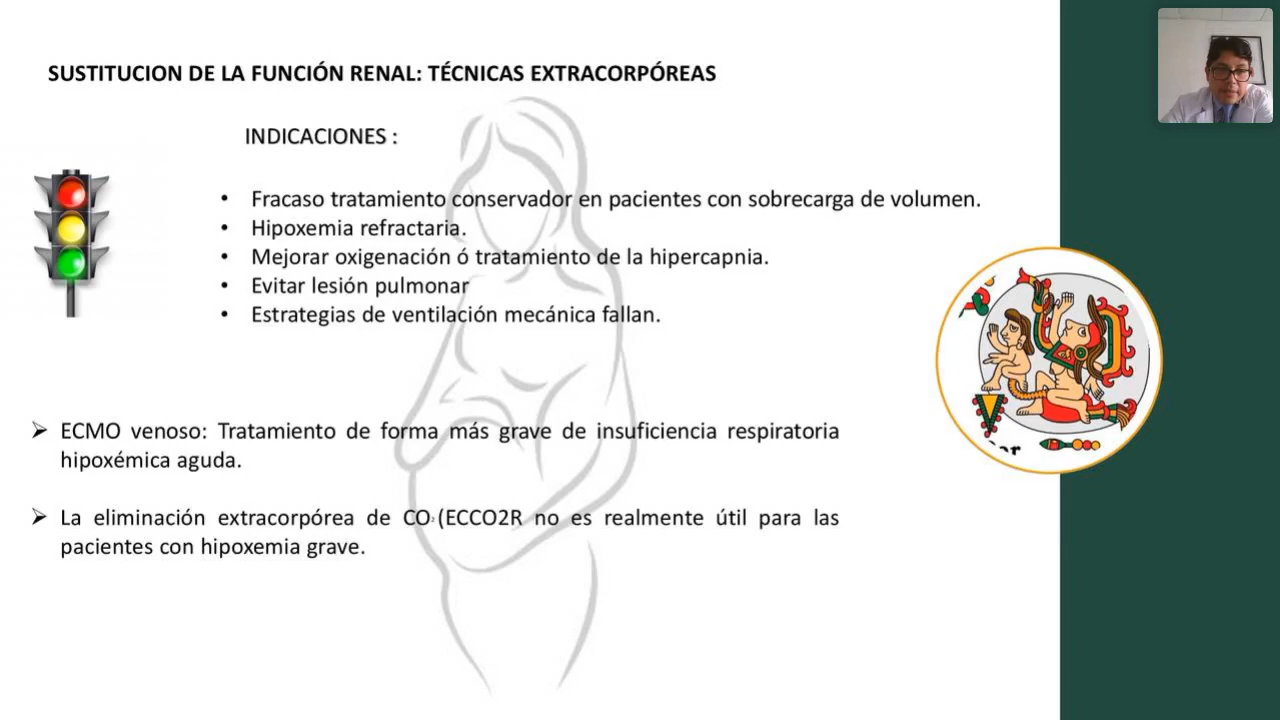 SUSTITUCION DE LA FUNCIÓN RENAL: TÉCNICAS EXTRACORPÓREAS
INDICACIONES :
• Fracaso tratamiento conservador en pacientes con sobrecarga de volumen.
• Hipoxemia refractaria.
• Mejorar oxigenación ó tratamiento de la hipercapnia.
• Evitar lesión pulmonar
• Estrategias de ventilación mecánica fallan.
➢ ECMO venoso: Tratamiento de forma más grave de insuficiencia respiratoria
hipoxémica aguda.
➢ La eliminación extracorpórea de CO₂ (ECCO2R no es realmente útil para las
pacientes con hipoxemia grave.